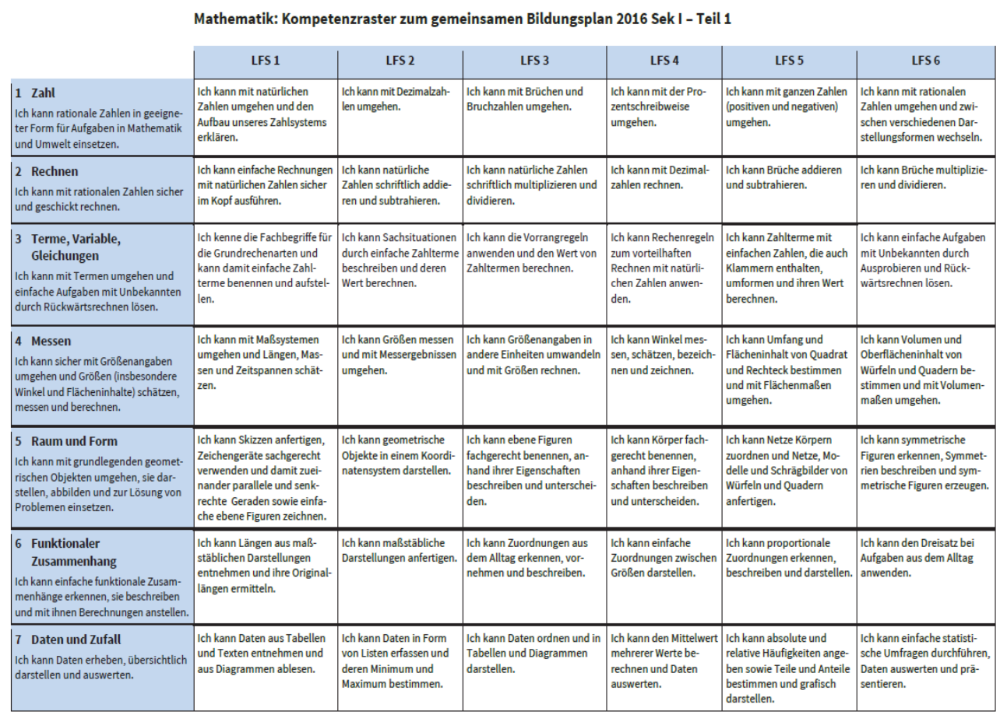 Mathematik: Kompetenzraster zum gemeinsamen Bildungsplan 2016 Sek I – Teil 1
LFS 1
LFS 2
LFS 3
LFS 4
LFS 5
LFS 6
1 Zahl
Ich kann rationale Zahlen in geeigne-
ter Form für Aufgaben in Mathematik
und Umwelt einsetzen.
Ich kann mit natürlichen
Zahlen umgehen und den
Aufbau unseres Zahlsystems
erklären.
Ich kann mit Dezimalzah-
len umgehen.
Ich kann mit Brüchen und
Bruchzahlen umgehen.
Ich kann mit der Pro-
zentschreibweise
umgehen.
Ich kann mit ganzen Zahlen
(positiven und negativen)
umgehen.
Ich kann mit rationalen
Zahlen umgehen und zwi-
schen verschiedenen Dar-
stellungsformen wechseln.
2 Rechnen
Ich kann mit rationalen Zahlen sicher
und geschickt rechnen.
Ich kann einfache Rechnungen
mit natürlichen Zahlen sicher
im Kopf ausführen.
Ich kann natürliche
Zahlen schriftlich addie-
ren und subtrahieren.
Ich kann natürliche Zahlen
schriftlich multiplizieren und
dividieren.
Ich kann mit Dezimal-
zahlen rechnen.
Ich kann Brüche addieren
und subtrahieren.
Ich kann Brüche multiplizie-
ren und dividieren.
3 Terme, Variable,
Gleichungen
Ich kann mit Termen umgehen und
einfache Aufgaben mit Unbekannten
durch Rückwärtsrechnen lösen.
Ich kenne die Fachbegriffe für
die Grundrechenarten und
kann damit einfache Zahl-
terme benennen und aufstel-
len.
Ich kann Sachsituationen
durch einfache Zahlterme
beschreiben und deren
Wert berechnen.
Ich kann die Vorrangregeln
anwenden und den Wert von
Zahltermen berechnen.
Ich kann Rechenregeln
zum vorteilhaften
Rechnen mit natürli-
chen Zahlen anwen-
den.
Ich kann Zahlterme mit
einfachen Zahlen, die auch
Klammern enthalten,
umformen und ihren Wert
berechnen.
Ich kann einfache Aufgaben
mit Unbekannten durch
Ausprobieren und Rück-
wärtsrechnen lösen.
4 Messen
Ich kann sicher mit Größenangaben
umgehen und Größen (insbesondere
Winkel und Flächeninhalte) schätzen,
messen und berechnen.
Ich kann mit Maßsystemen
umgehen und Längen, Mas-
sen und Zeitspannen schät-
zen.
Ich kann Größen messen
und mit Messergebnissen
umgehen.
Ich kann Größenangaben in
andere Einheiten umwandeln
und mit Größen rechnen.
Ich kann Winkel mes-
sen, schätzen, bezeich-
nen und zeichnen.
Ich kann Umfang und
Flächeninhalt von Quadrat
und Rechteck bestimmen
und mit Flächenmaßen
umgehen.
Ich kann Volumen und
Oberflächeninhalt von
Würfeln und Quadern be-
stimmen und mit Volumen-
maßen umgehen.
5 Raum und Form
Ich kann mit grundlegenden geomet-
rischen Objekten umgehen, sie dar-
stellen, abbilden und zur Lösung von
Problemen einsetzen.
Ich kann Skizzen anfertigen,
Zeichengeräte sachgerecht
verwenden und damit zuei-
nander parallele und senk-
rechte Geraden sowie einfa-
che ebene Figuren zeichnen.
Ich kann geometrische
Objekte in einem Koordi-
natensystem darstellen.
Ich kann ebene Figuren
fachgerecht benennen, an-
hand ihrer Eigenschaften
beschreiben und unterschei-
den.
Ich kann Körper fach-
gerecht benennen,
anhand ihrer Eigen-
schaften beschreiben
und unterscheiden.
Ich kann Netze Körpern
zuordnen und Netze, Mo-
delle und Schrägbilder von
Würfeln und Quadern
anfertigen.
Ich kann symmetrische
Figuren erkennen, Symmet-
rien beschreiben und sym-
metrische Figuren erzeugen.
6 Funktionaler
Zusammenhang
Ich kann einfache funktionale Zusam-
menhänge erkennen, sie beschreiben
und mit ihnen Berechnungen anstellen.
Ich kann Längen aus maß-
stäblichen Darstellungen
entnehmen und ihre Original-
längen ermitteln.
Ich kann maßstäbliche
Darstellungen anfertigen.
Ich kann Zuordnungen aus
dem Alltag erkennen, vor-
nehmen und beschreiben.
Ich kann einfache
Zuordnungen zwischen
Größen darstellen.
Ich kann proportionale
Zuordnungen erkennen,
beschreiben und darstellen.
Ich kann den Dreisatz bei
Aufgaben aus dem Alltag
anwenden.
7 Daten und Zufall
Ich kann Daten erheben, übersichtlich
darstellen und auswerten.
Ich kann Daten aus Tabellen
und Texten entnehmen und
aus Diagrammen ablesen.
Ich kann Daten in Form
von Listen erfassen und
deren Minimum und
Maximum bestimmen.
Ich kann Daten ordnen und in
Tabellen und Diagrammen
darstellen.
Ich kann den Mittelwert
mehrerer Werte be-
rechnen und Daten
auswerten.
Ich kann absolute und
relative Häufigkeiten ange-
ben sowie Teile und Anteile
bestimmen und grafisch
darstellen.
Ich kann einfache statisti-
sche Umfragen durchführen,
Daten auswerten und prä-
sentieren.